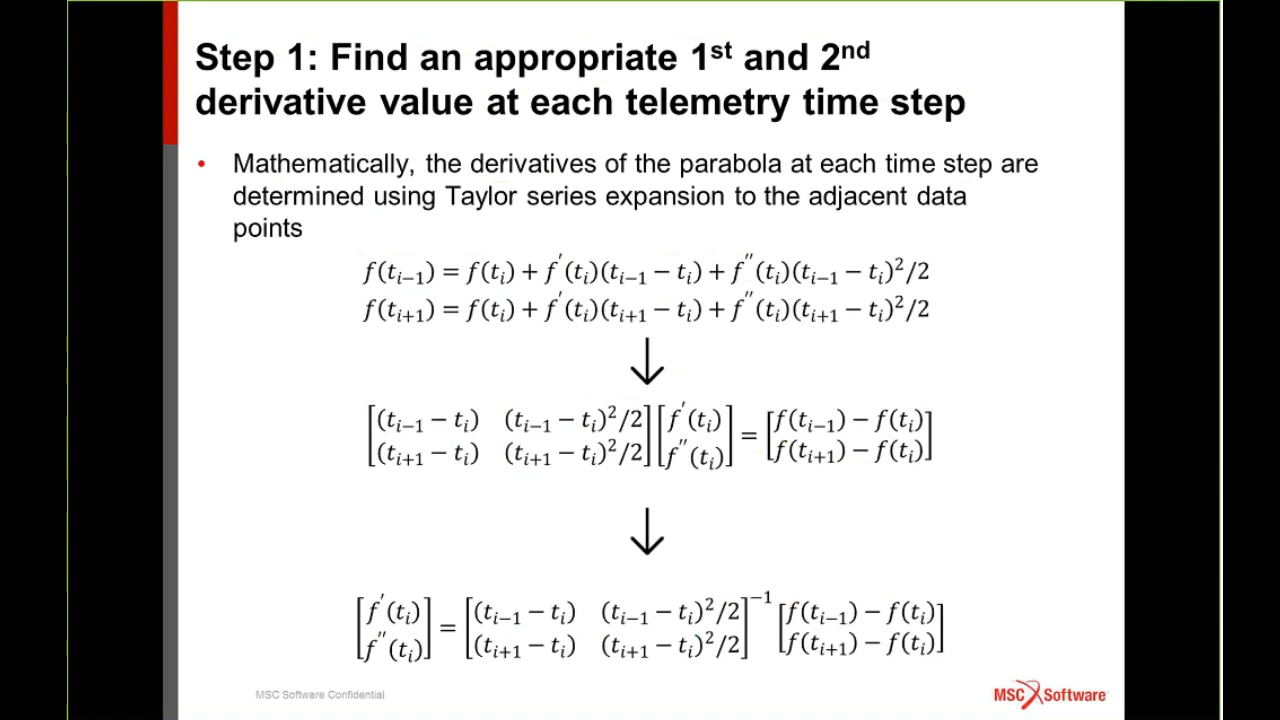 Step 1: Find an appropriate 1st and 2nd
derivative value at each telemetry time step
• Mathematically, the derivatives of the parabola at each time step are
determined using Taylor series expansion to the adjacent data
points
f(tᵢ₋₁) = f(tᵢ) + f′(tᵢ)(tᵢ₋₁ − tᵢ) + f″(tᵢ)(tᵢ₋₁ − tᵢ)²/2
f(tᵢ₊₁) = f(tᵢ) + f′(tᵢ)(tᵢ₊₁ − tᵢ) + f″(tᵢ)(tᵢ₊₁ − tᵢ)²/2
↓
[(tᵢ₋₁ − tᵢ) (tᵢ₋₁ − tᵢ)²/2] [f′(tᵢ)] = [f(tᵢ₋₁) − f(tᵢ)]
[(tᵢ₊₁ − tᵢ) (tᵢ₊₁ − tᵢ)²/2] [f″(tᵢ)] [f(tᵢ₊₁) − f(tᵢ)]
↓
[f′(tᵢ)] = [(tᵢ₋₁ − tᵢ) (tᵢ₋₁ − tᵢ)²/2]⁻¹ [f(tᵢ₋₁) − f(tᵢ)]
[f″(tᵢ)] [(tᵢ₊₁ − tᵢ) (tᵢ₊₁ − tᵢ)²/2] [f(tᵢ₊₁) − f(tᵢ)]
MSC Software Confidential
MSC Software